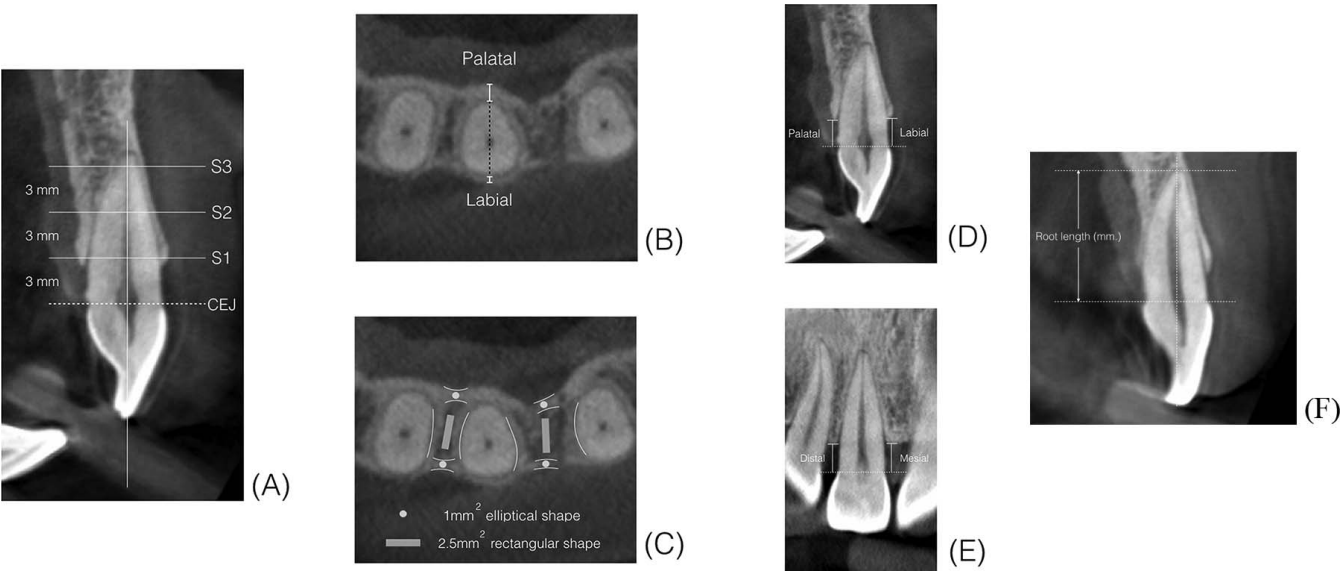 S3
3 mm
S2
3 mm
S1
3 mm
CEJ
(A)
Palatal
Labial
(B)
1mm2 elliptical shape
2.5mm2 rectangular shape
(C)
Palatal
Labial
(D)
Distal
Mesial
(E)
Root length (mm.)
(F)